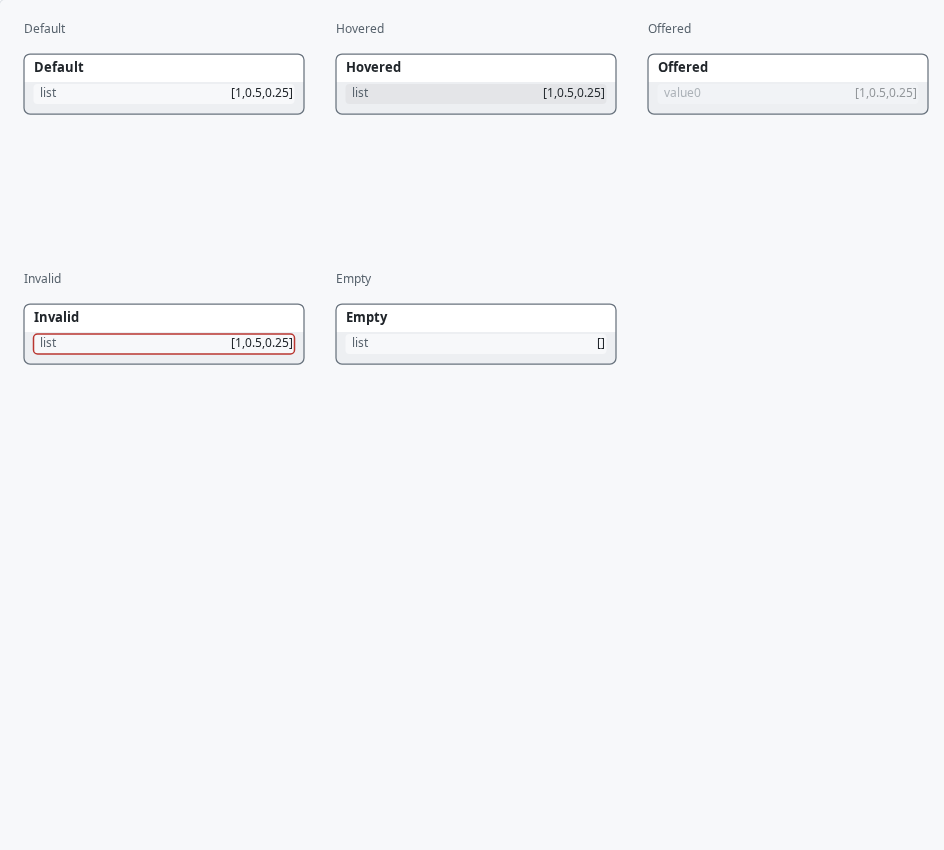 Default
Hovered
Offered
Default
list [1,0.5,0.25]
Hovered
list [1,0.5,0.25]
Offered
value0 [1,0.5,0.25]
Invalid
Empty
Invalid
list [1,0.5,0.25]
Empty
list []